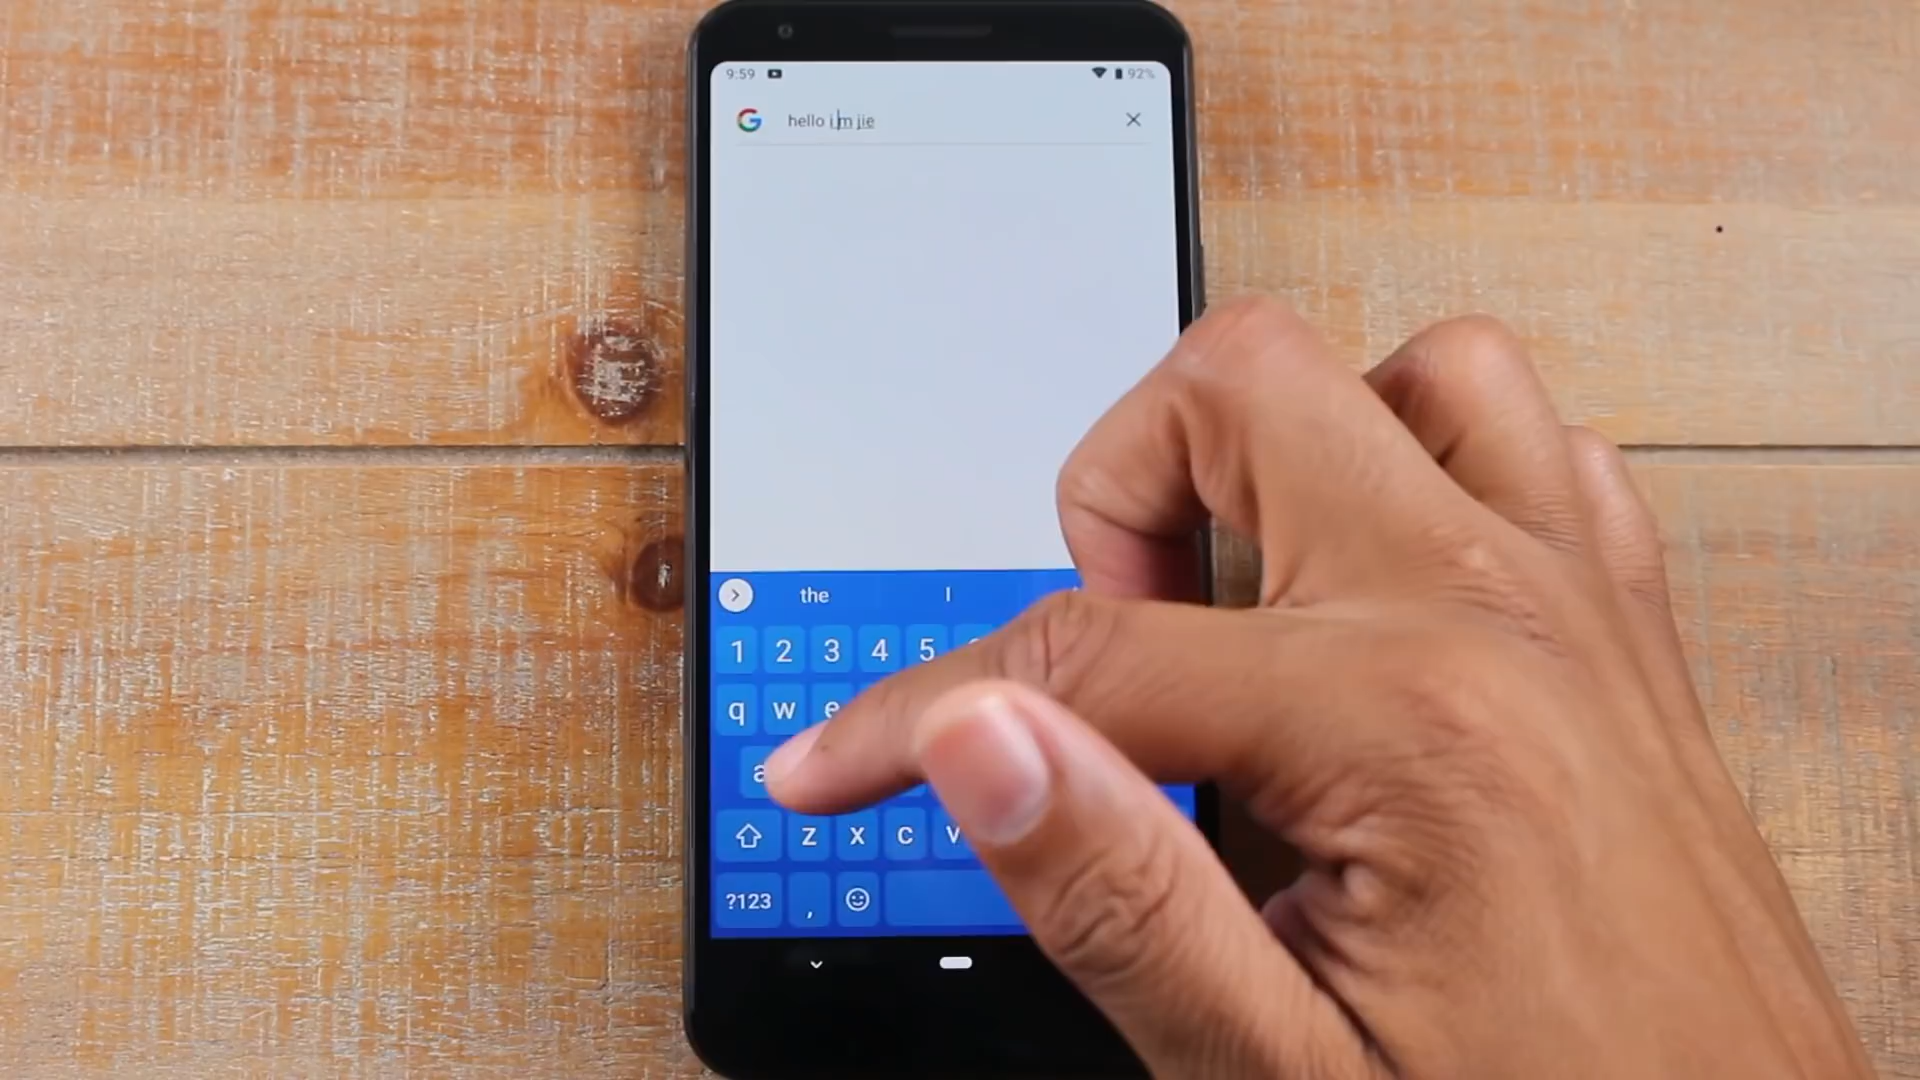 9:59 92%
G hello i m jie
the I
1 2 3 4 5
q w e
a
z x c v
?123 ,